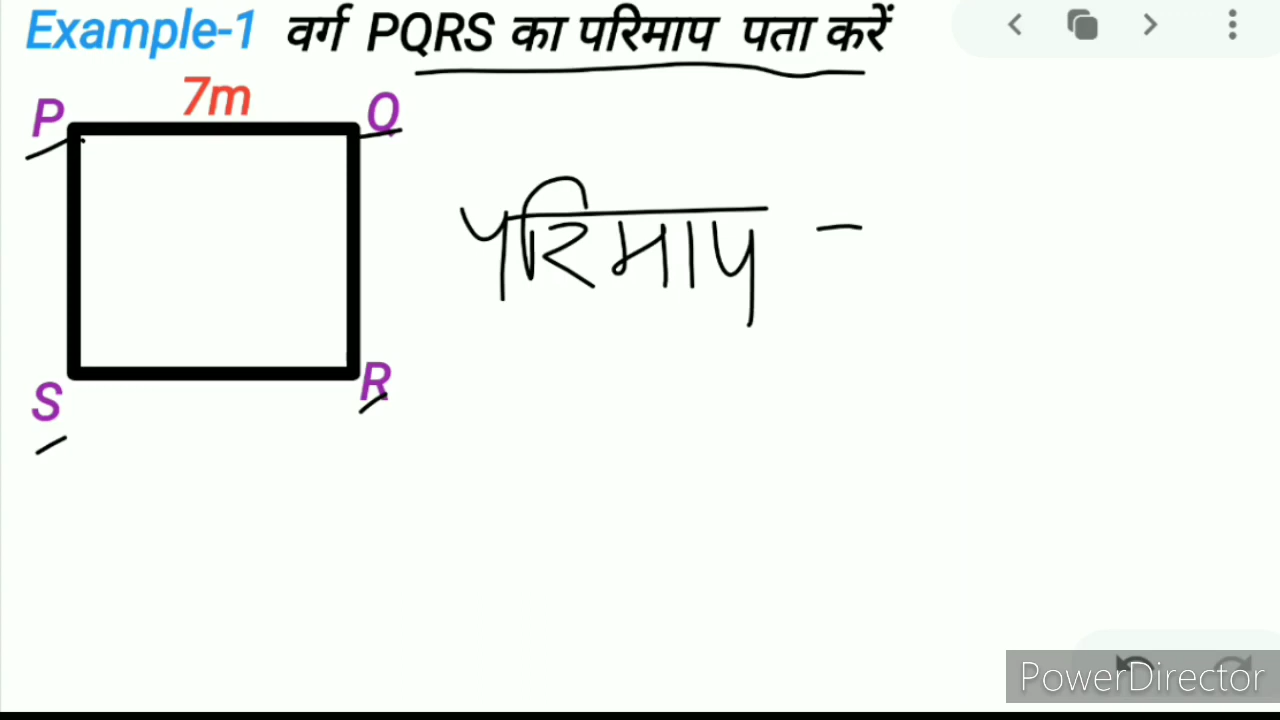 Example-1 वर्ग PQRS का परिमाप पता करें
7m
P Q
परिमाप -
S R
PowerDirector